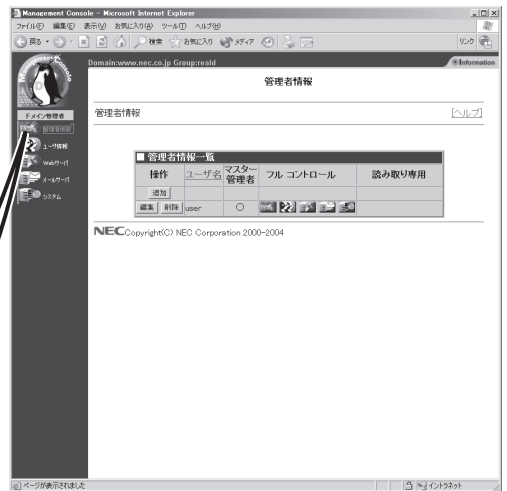 Management Console - Microsoft Internet Explorer
ファイル(F) 編集(E) 表示(V) お気に入り(A) ツール(T) ヘルプ(H)
戻る 検索 お気に入り メディア リンク
Management Console
Domain:www.nec.co.jp Group:reald Information
管理者情報
ドメイン管理者
管理者情報 [ヘルプ]
ユーザ情報
Webサーバ
メールサーバ
システム
■ 管理者情報一覧
操作 ユーザ名 マスター管理者 フル コントロール 読み取り専用
追加
編集 削除 user ○
NEC Copyright(C) NEC Corporation 2000-2004
ページが表示されました
イントラネット